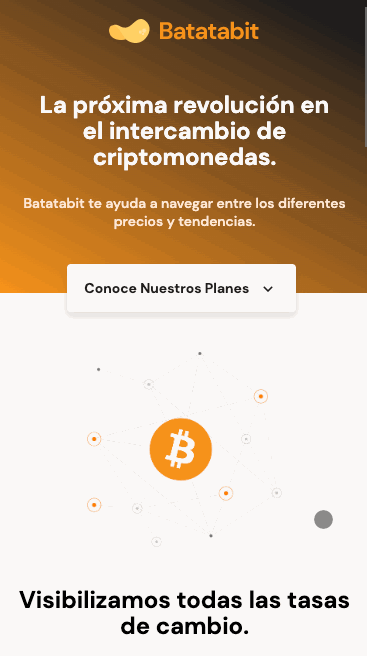 Batatabit
La próxima revolución en
el intercambio de
criptomonedas.
Batatabit te ayuda a navegar entre los diferentes
precios y tendencias.
Conoce Nuestros Planes
Visibilizamos todas las tasas
de cambio.